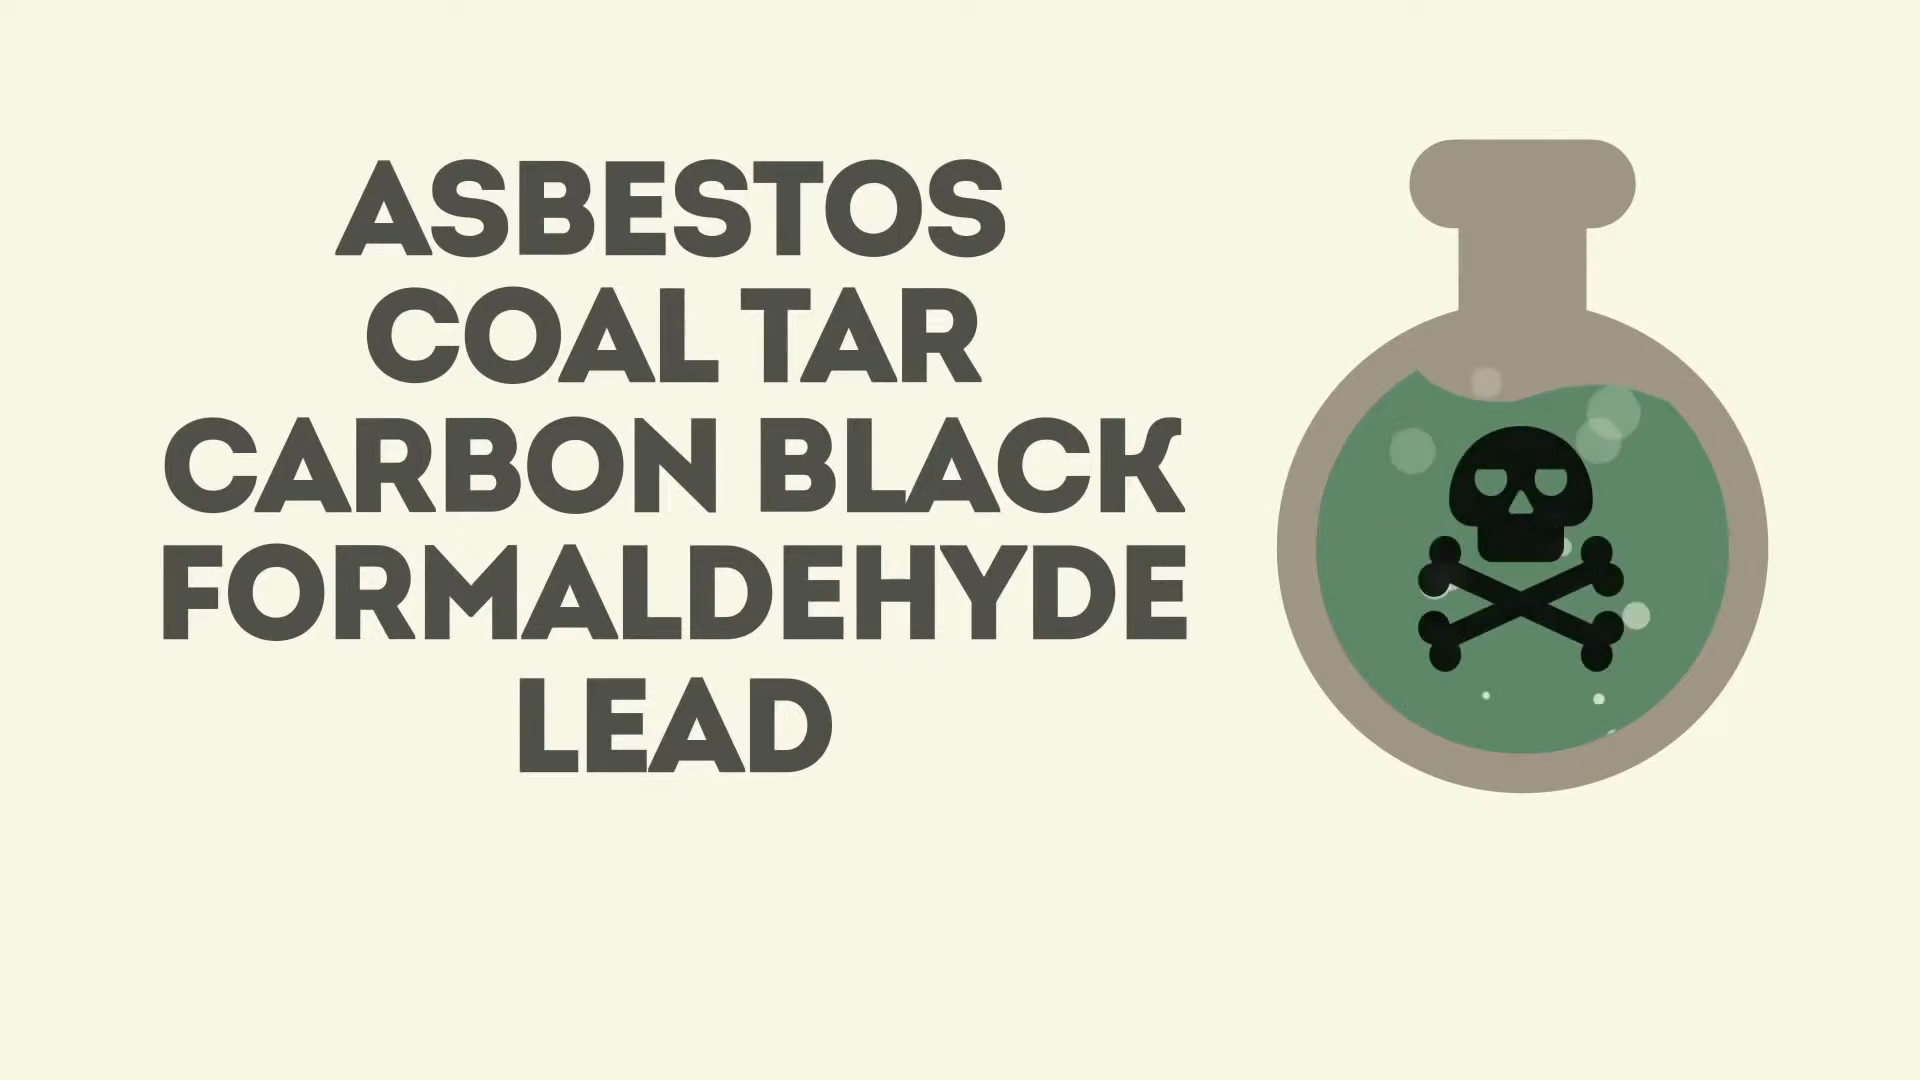 ASBESTOS
COAL TAR
CARBON BLACK
FORMALDEHYDE
LEAD